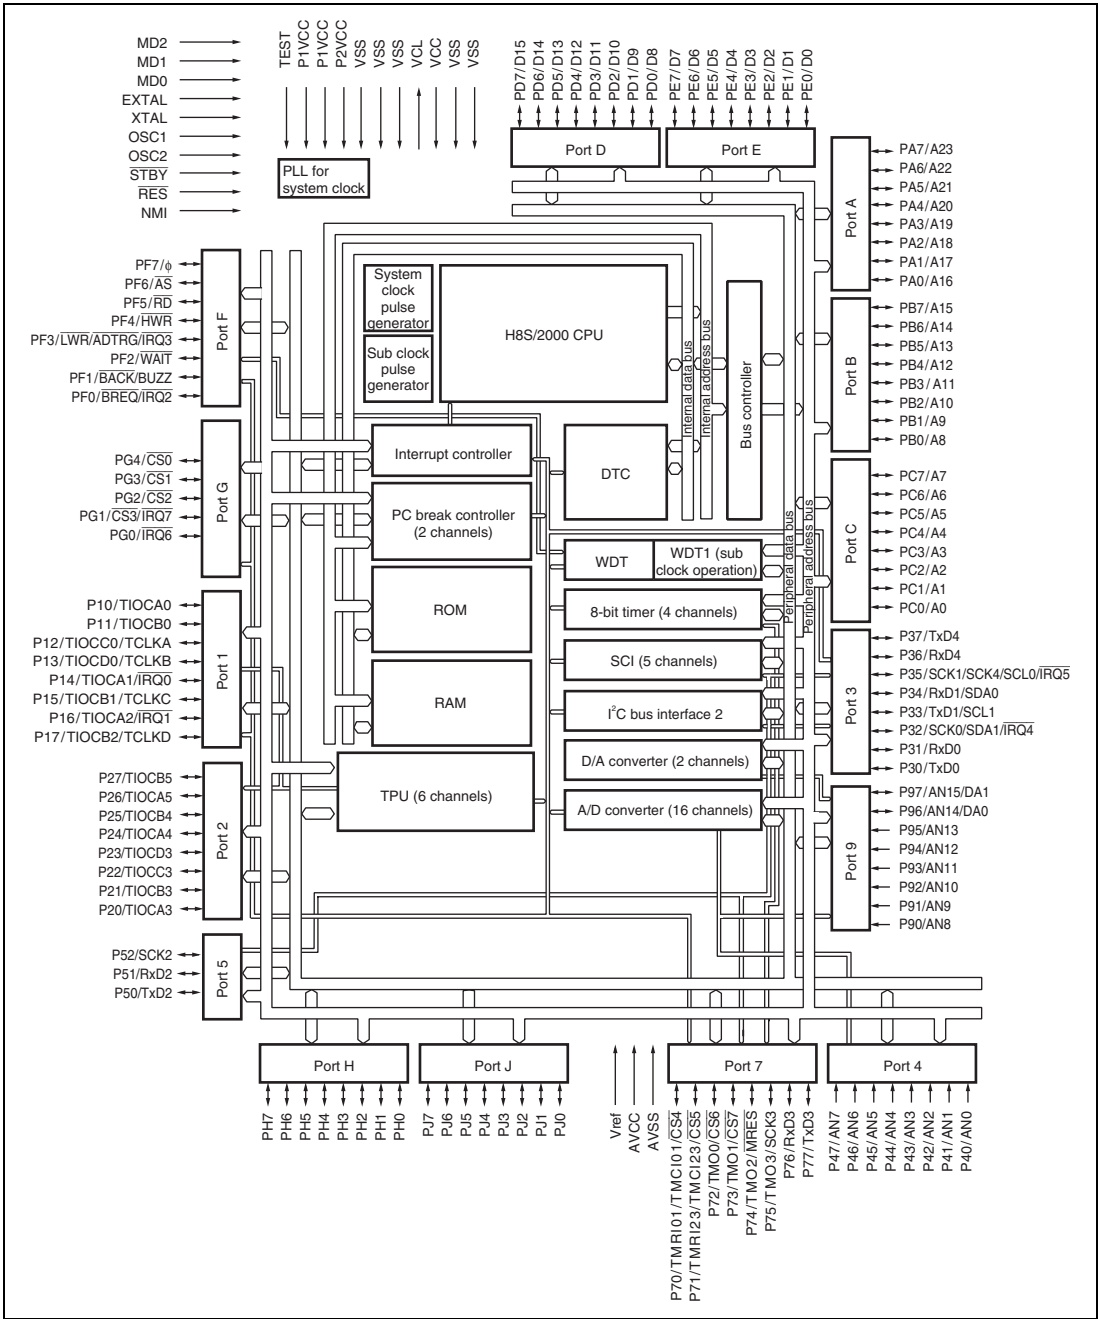 MD2
MD1
MD0
EXTAL
XTAL
OSC1
OSC2
STBY
RES
NMI
TEST
P1VCC
P1VCC
P2VCC
VSS
VSS
VSS
VCL
VCC
VSS
VSS
PLL for
system clock
PD7/D15
PD6/D14
PD5/D13
PD4/D12
PD3/D11
PD2/D10
PD1/D9
PD0/D8
PE7/D7
PE6/D6
PE5/D5
PE4/D4
PE3/D3
PE2/D2
PE1/D1
PE0/D0
Port D
Port E
Port A
PA7/A23
PA6/A22
PA5/A21
PA4/A20
PA3/A19
PA2/A18
PA1/A17
PA0/A16
PF7/ϕ
PF6/AS
PF5/RD
PF4/HWR
PF3/LWR/ADTRG/IRQ3
PF2/WAIT
PF1/BACK/BUZZ
PF0/BREQ/IRQ2
Port F
System
clock
pulse
generator
Sub clock
pulse
generator
H8S/2000 CPU
Internal data bus
Internal address bus
Bus controller
Port B
PB7/A15
PB6/A14
PB5/A13
PB4/A12
PB3/A11
PB2/A10
PB1/A9
PB0/A8
PG4/CS0
PG3/CS1
PG2/CS2
PG1/CS3/IRQ7
PG0/IRQ6
Port G
Interrupt controller
PC break controller
(2 channels)
DTC
Port C
PC7/A7
PC6/A6
PC5/A5
PC4/A4
PC3/A3
PC2/A2
PC1/A1
PC0/A0
Peripheral data bus
Peripheral address bus
WDT
WDT1 (sub
clock operation)
P10/TIOCA0
P11/TIOCB0
P12/TIOCC0/TCLKA
P13/TIOCD0/TCLKB
P14/TIOCA1/IRQ0
P15/TIOCB1/TCLKC
P16/TIOCA2/IRQ1
P17/TIOCB2/TCLKD
Port 1
ROM
RAM
8-bit timer (4 channels)
SCI (5 channels)
I²C bus interface 2
D/A converter (2 channels)
A/D converter (16 channels)
Port 3
P37/TxD4
P36/RxD4
P35/SCK1/SCK4/SCL0/IRQ5
P34/RxD1/SDA0
P33/TxD1/SCL1
P32/SCK0/SDA1/IRQ4
P31/RxD0
P30/TxD0
P27/TIOCB5
P26/TIOCA5
P25/TIOCB4
P24/TIOCA4
P23/TIOCD3
P22/TIOCC3
P21/TIOCB3
P20/TIOCA3
Port 2
TPU (6 channels)
Port 9
P97/AN15/DA1
P96/AN14/DA0
P95/AN13
P94/AN12
P93/AN11
P92/AN10
P91/AN9
P90/AN8
P52/SCK2
P51/RxD2
P50/TxD2
Port 5
Port H
Port J
Port 7
Port 4
PH7
PH6
PH5
PH4
PH3
PH2
PH1
PH0
PJ7
PJ6
PJ5
PJ4
PJ3
PJ2
PJ1
PJ0
Vref
AVCC
AVSS
P70/TMRI01/TMCI01/CS4
P71/TMRI23/TMCI23/CS5
P72/TMO0/CS6
P73/TMO1/CS7
P74/TMO2/MRES
P75/TMO3/SCK3
P76/RxD3
P77/TxD3
P47/AN7
P46/AN6
P45/AN5
P44/AN4
P43/AN3
P42/AN2
P41/AN1
P40/AN0